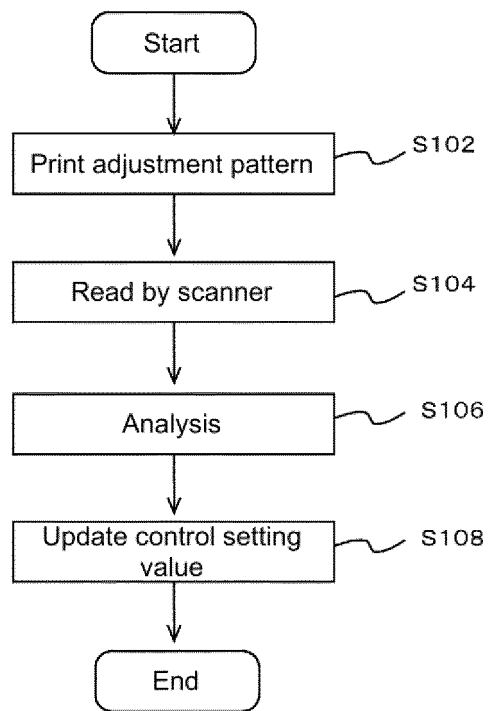 Start
Print adjustment pattern
S102
Read by scanner
S104
Analysis
S106
Update control setting
value
S108
End